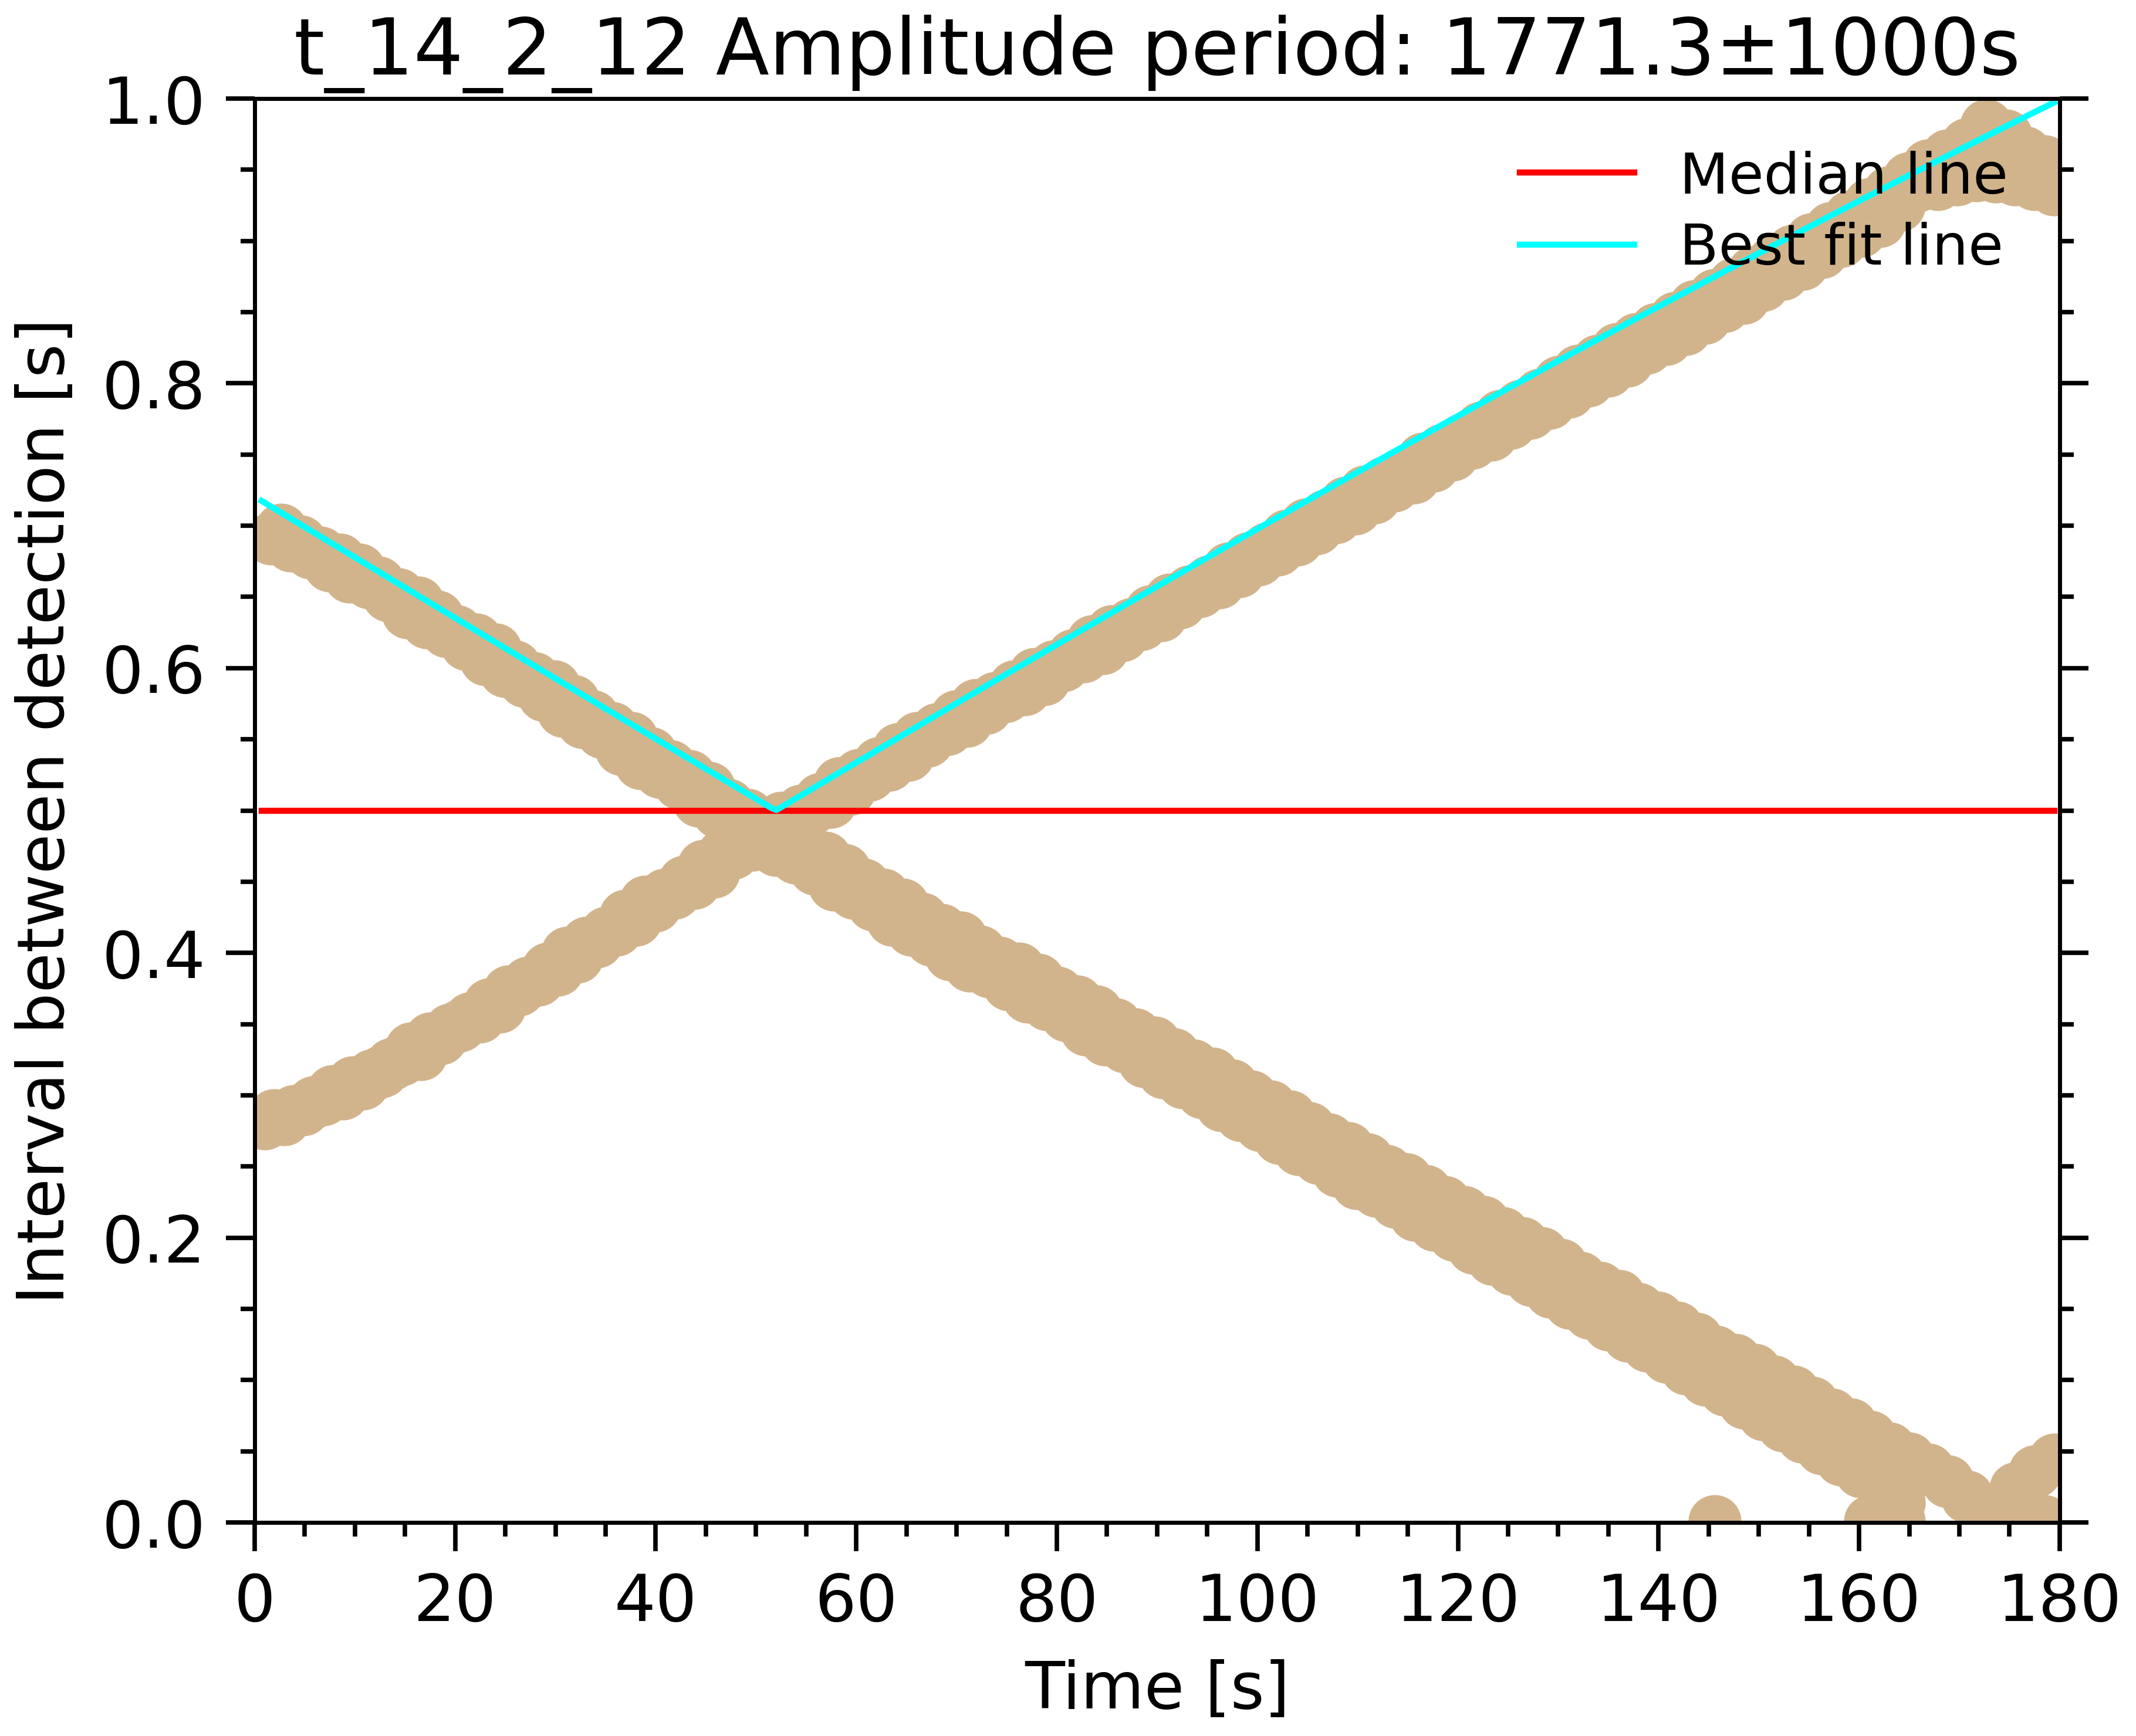 t_14_2_12 Amplitude period: 1771.3±1000s
Interval between detection [s]
1.0
0.8
0.6
0.4
0.2
0.0
Median line
Best fit line
0 20 40 60 80 100 120 140 160 180
Time [s]